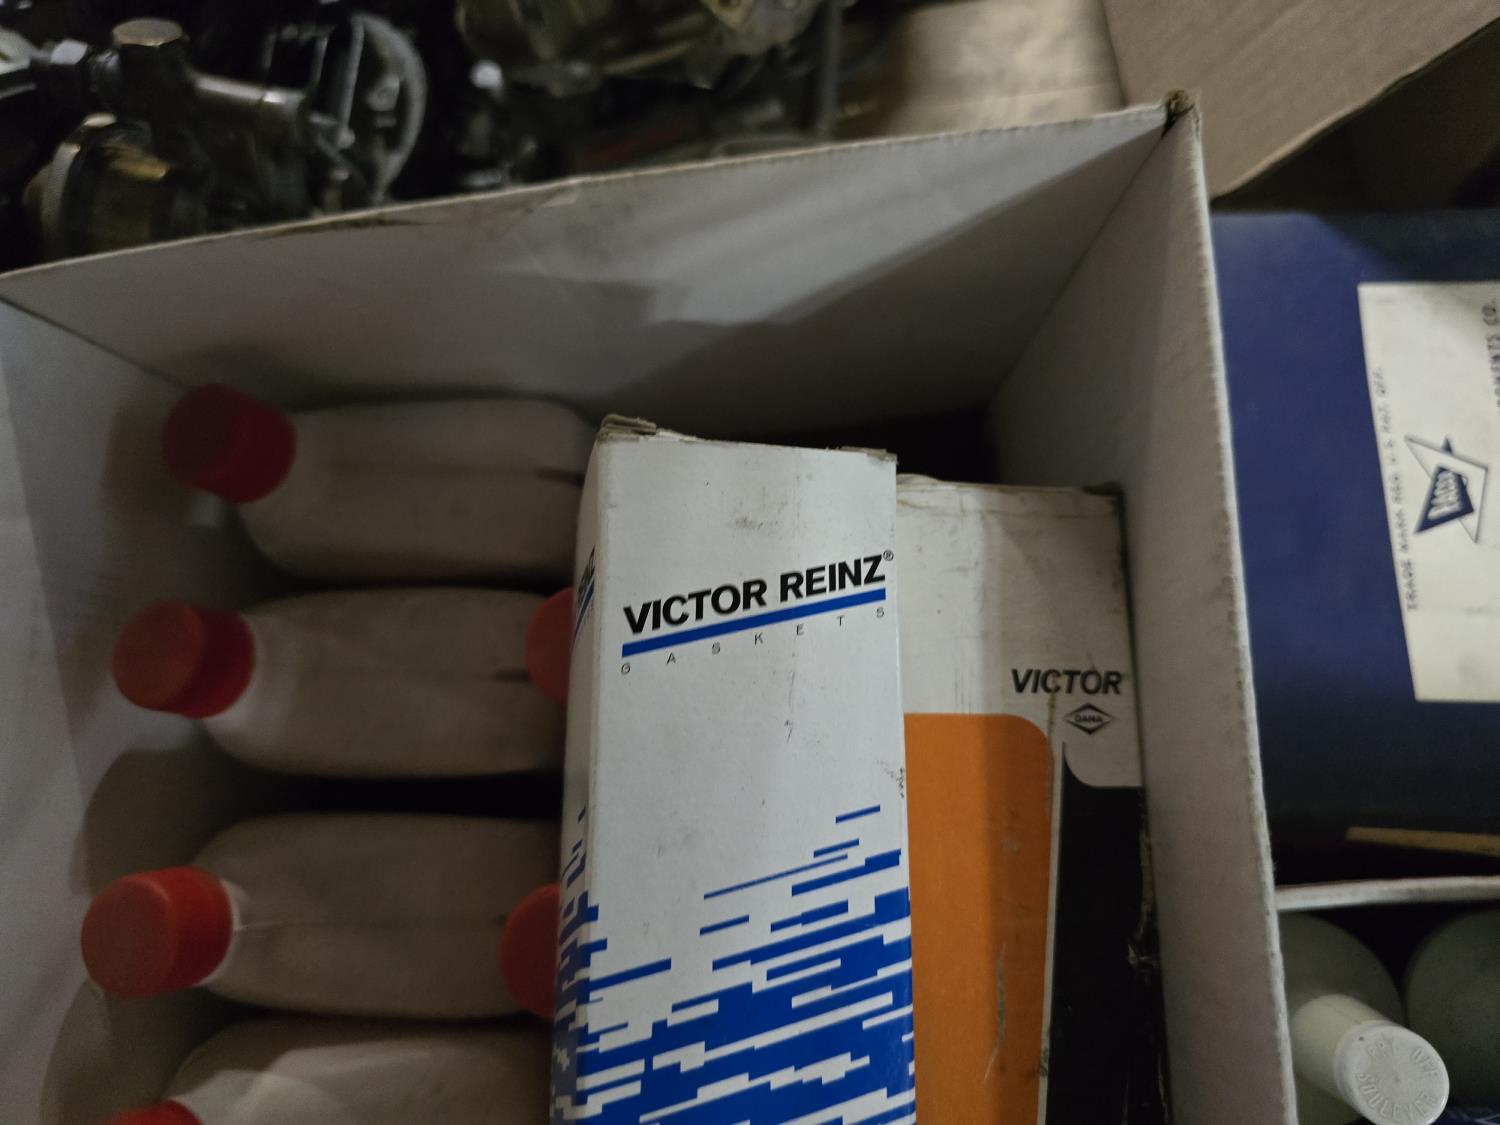 VICTOR REINZ®
GASKETS
VICTOR
DANA
TRADE MARK REG. U.S. PAT. OFF.